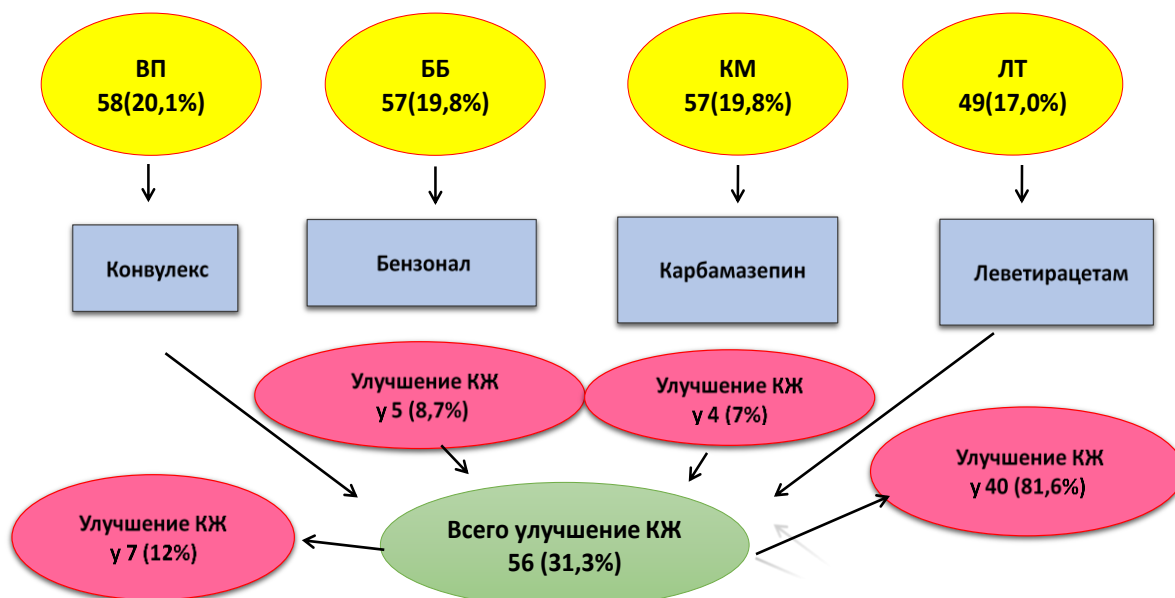 ВП
58(20,1%)
ББ
57(19,8%)
КМ
57(19,8%)
ЛТ
49(17,0%)
Конвулекс
Бензонал
Карбамазепин
Леветирацетам
Улучшение КЖ
у 5 (8,7%)
Улучшение КЖ
у 4 (7%)
Улучшение КЖ
у 40 (81,6%)
Улучшение КЖ
у 7 (12%)
Всего улучшение КЖ
56 (31,3%)